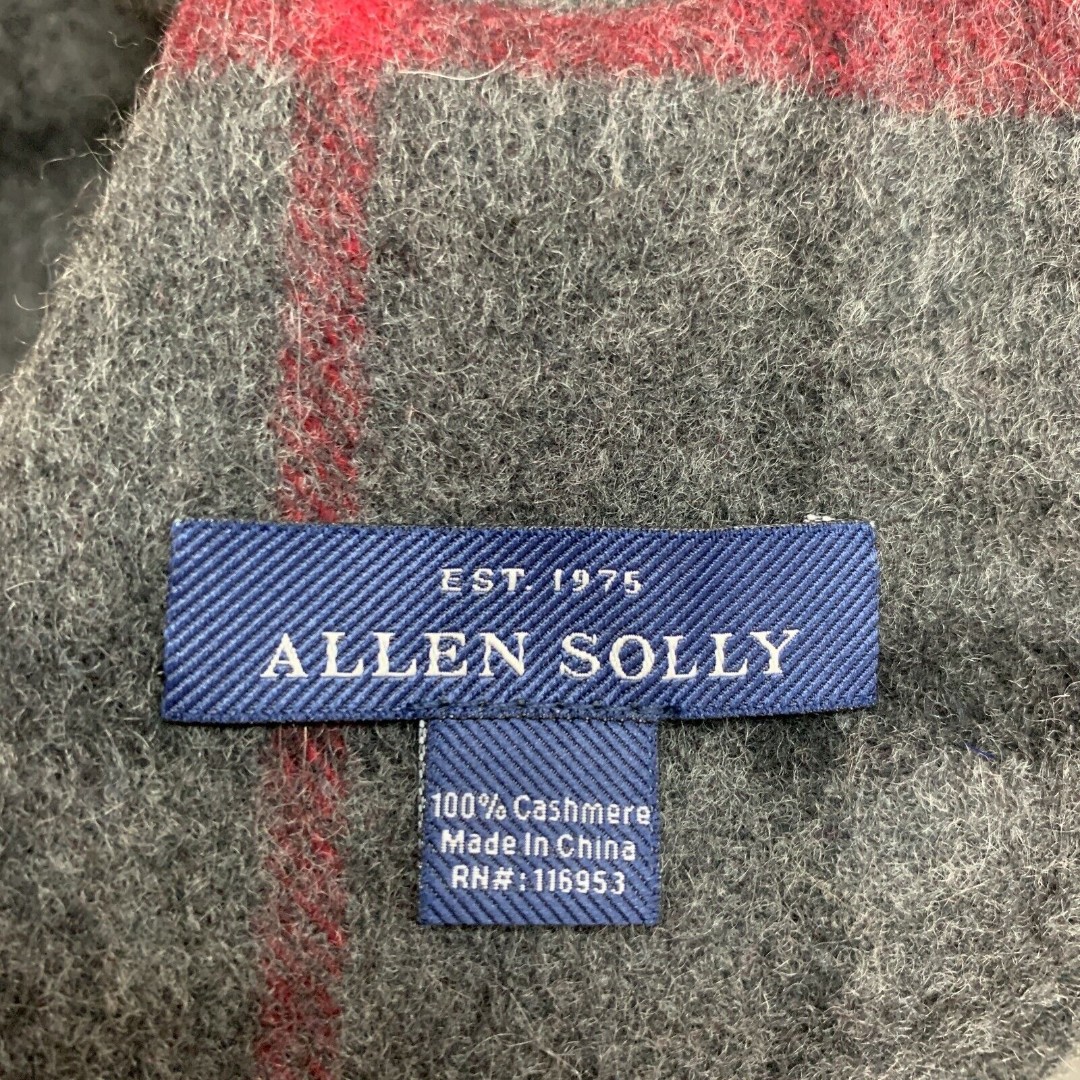 EST. 1975
ALLEN SOLLY
100% Cashmere
Made In China
RN#: 116953